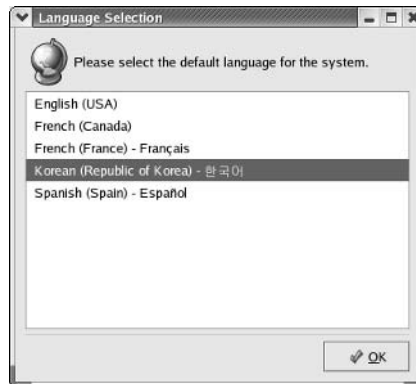 Language Selection
Please select the default language for the system.
English (USA)
French (Canada)
French (France) - Français
Korean (Republic of Korea) - 한국어
Spanish (Spain) - Español
OK